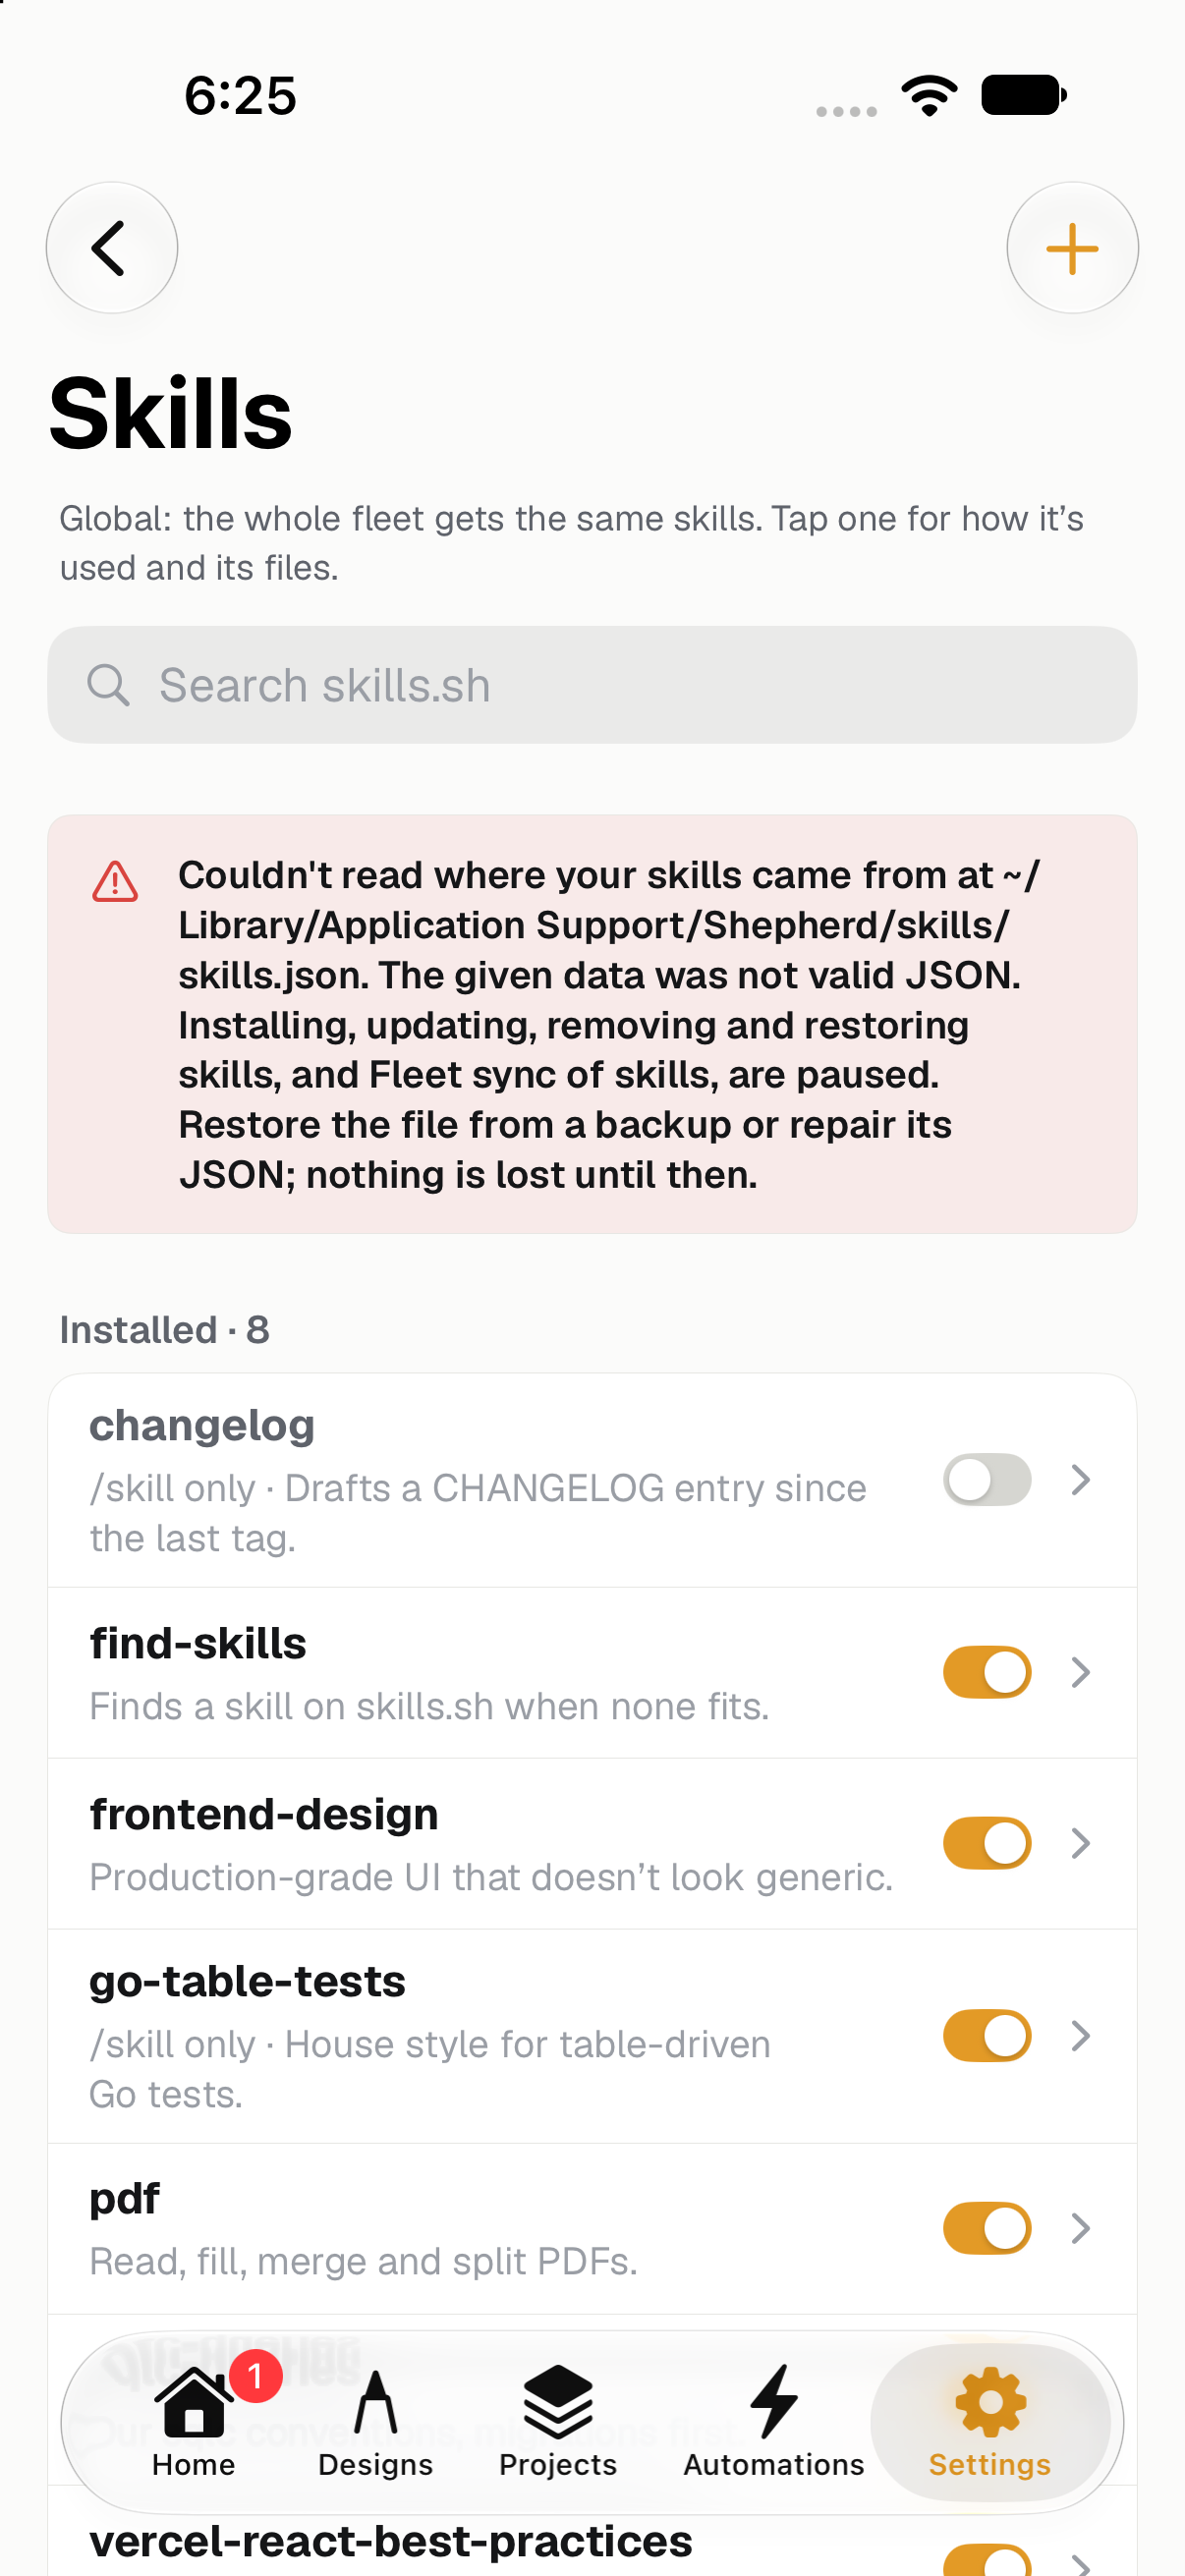 6:25
Skills
Global: the whole fleet gets the same skills. Tap one for how it’s
used and its files.
Search skills.sh
Couldn't read where your skills came from at ~/
Library/Application Support/Shepherd/skills/
skills.json. The given data was not valid JSON.
Installing, updating, removing and restoring
skills, and Fleet sync of skills, are paused.
Restore the file from a backup or repair its
JSON; nothing is lost until then.
Installed · 8
changelog
/skill only · Drafts a CHANGELOG entry since
the last tag.
find-skills
Finds a skill on skills.sh when none fits.
frontend-design
Production-grade UI that doesn’t look generic.
go-table-tests
/skill only · House style for table-driven
Go tests.
pdf
Read, fill, merge and split PDFs.
conventions, migrations first.
1
Home
Designs
Projects
Automations
Settings
vercel-react-best-practices